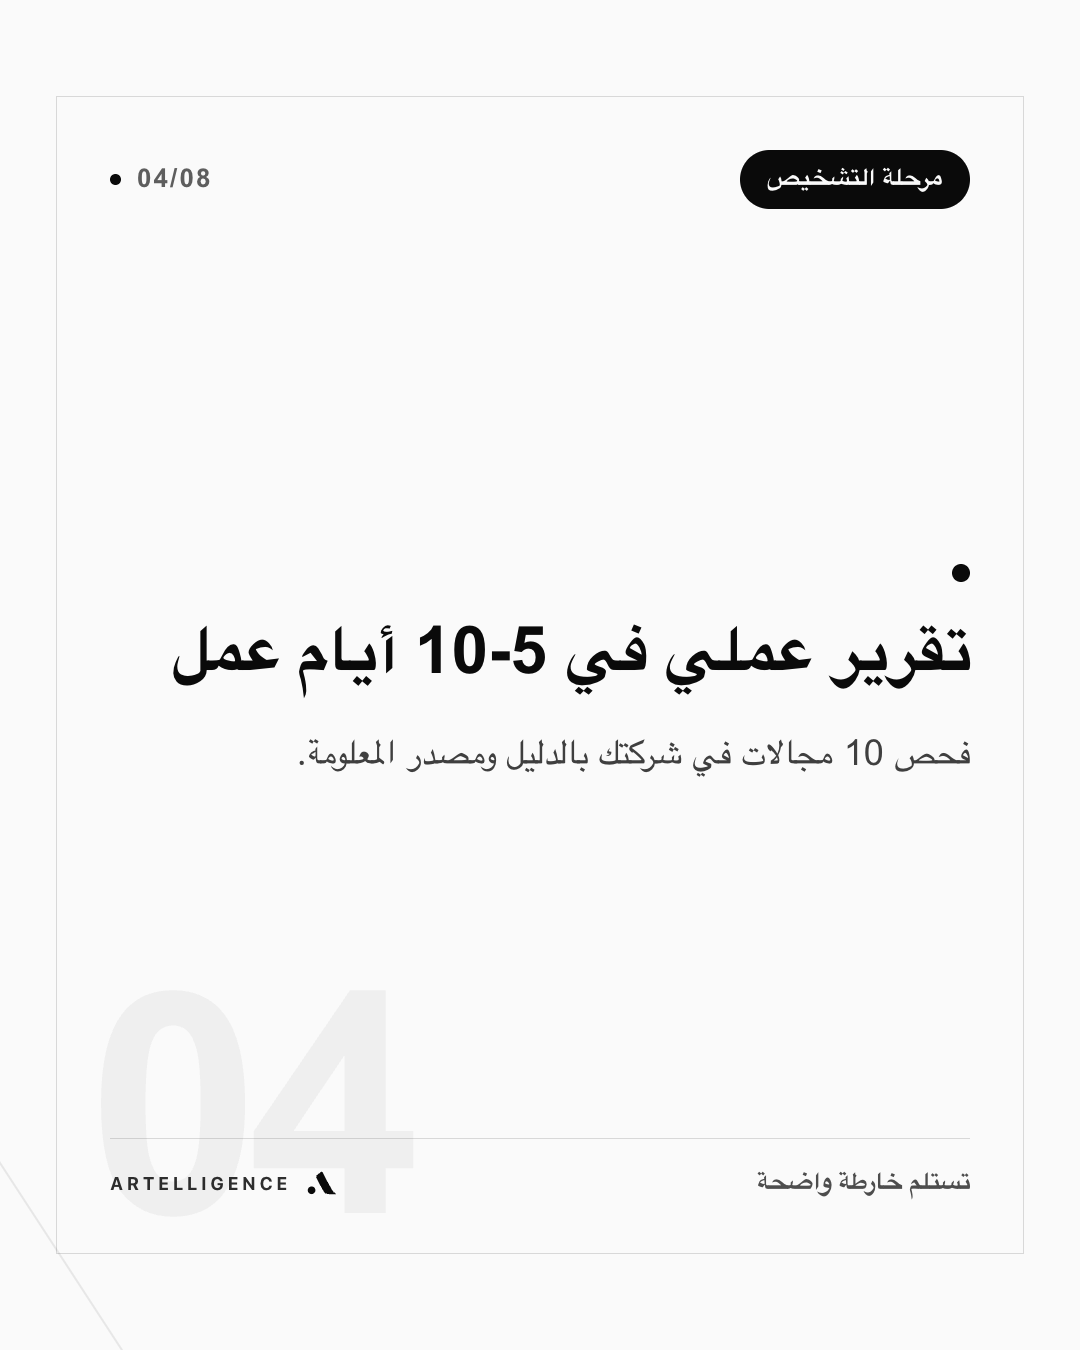 مرحلة التشخيص
04/08
تقرير عملي في 5-10 أيام عمل
فحص 10 مجالات في شركتك بالدليل ومصدر المعلومة.
04
تستلم خارطة واضحة
ARTELLIGENCE